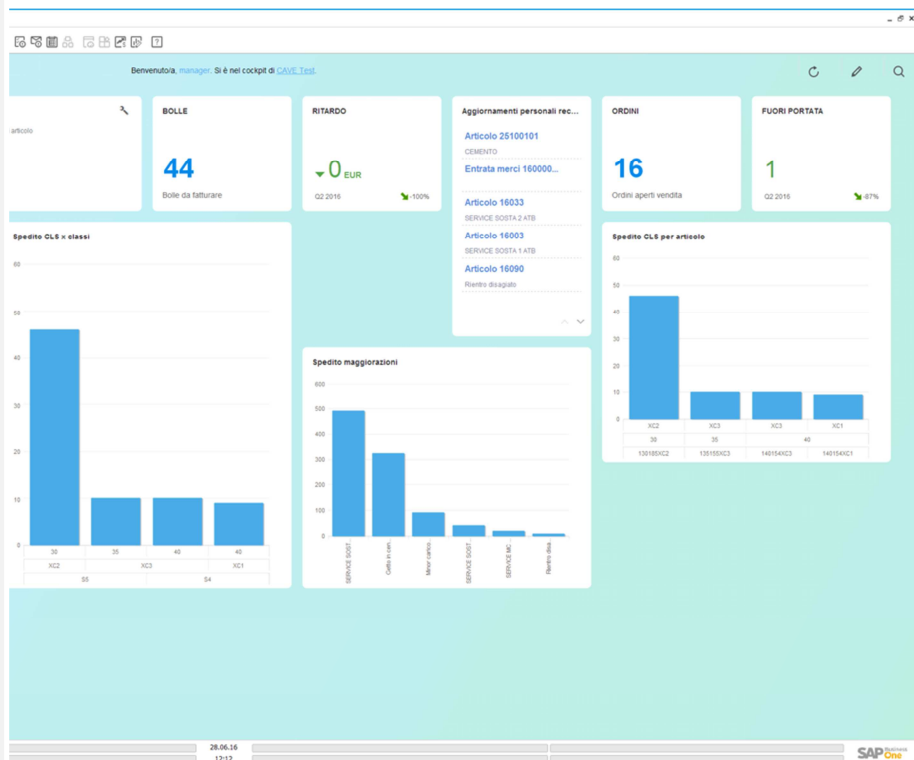 Benvenuto/a, manager. Si è nel cockpit di CAVE Test.
articolo
BOLLE
44
Bolle da fatturare
RITARDO
0 EUR
Q2 2016
-100%
Aggiornamenti personali rec...
Articolo 25100101
CEMENTO
Entrata merci 160000...
Articolo 16033
SERVICE SOSTA 2 ATB
Articolo 16003
SERVICE SOSTA 1 ATB
Articolo 16090
Rientro disagiato
ORDINI
16
Ordini aperti vendita
FUORI PORTATA
1
Q2 2016
-87%
Spedito CLS x classi
60
50
40
30
20
10
0
30 35 40 40
XC2 XC3 XC1
S5 S4
Spedito maggiorazioni
600
500
400
300
200
100
0
SERVICE SOST...
Minor carico...
SERVICE SOST...
SERVICE MC...
Rientro disa...
Spedito CLS per articolo
60
50
40
30
20
10
0
XC2 XC3 XC3 XC1
30 35 40
130185XC2 135155XC3 140154XC3 140154XC1
28.06.16
12:12
SAP Business One